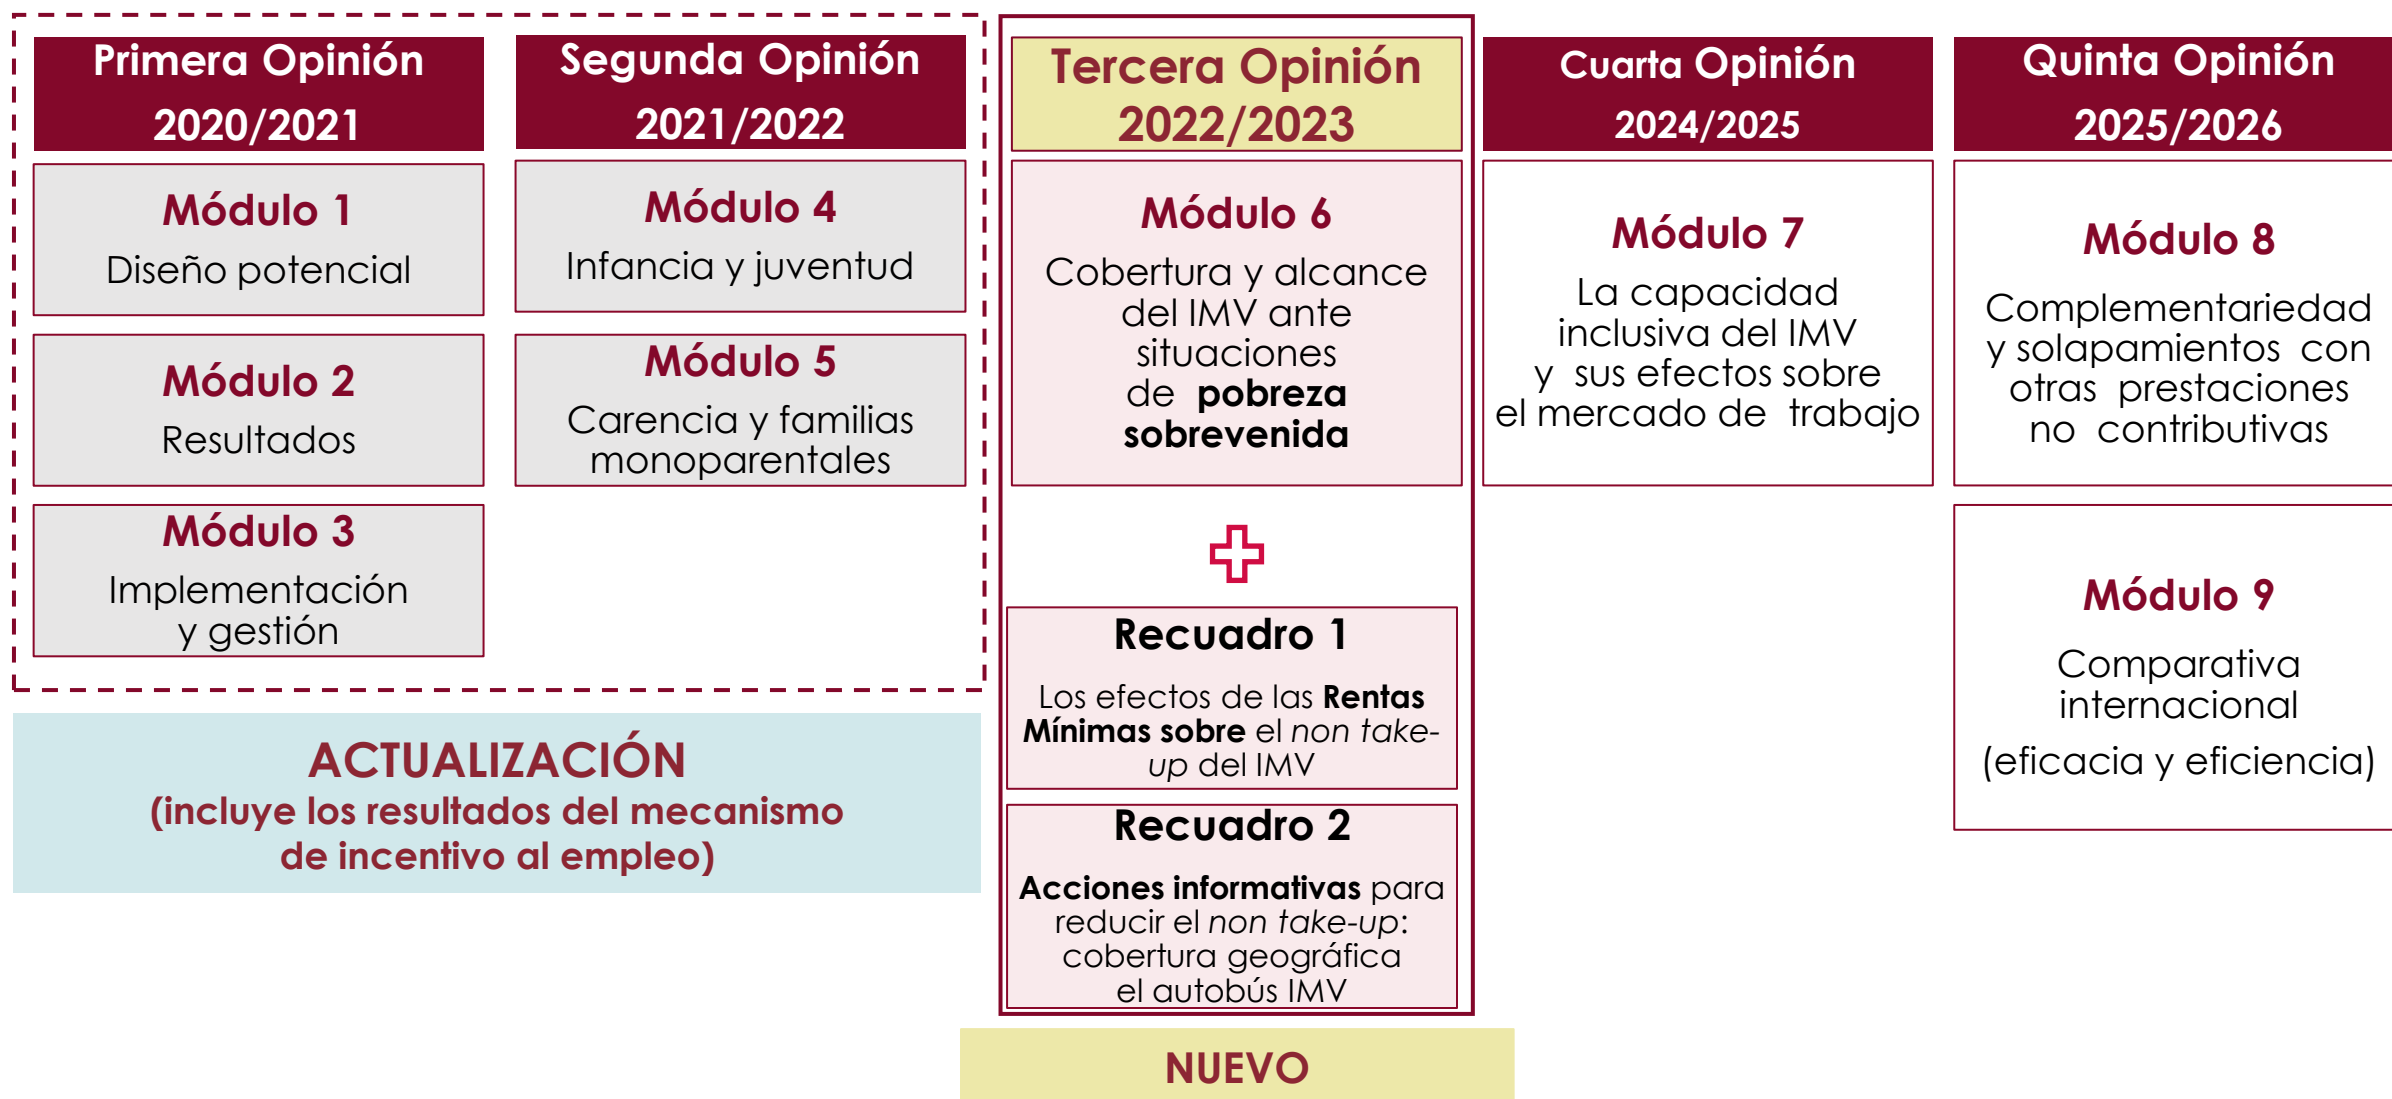 Primera Opinión
2020/2021
Módulo 1
Diseño potencial
Módulo 2
Resultados
Módulo 3
Implementación
y gestión
Segunda Opinión
2021/2022
Módulo 4
Infancia y juventud
Módulo 5
Carencia y familias
monoparentales
ACTUALIZACIÓN
(incluye los resultados del mecanismo
de incentivo al empleo)
Tercera Opinión
2022/2023
Módulo 6
Cobertura y alcance
del IMV ante
situaciones
de pobreza
sobrevenida
Recuadro 1
Los efectos de las Rentas
Mínimas sobre el non take-
up del IMV
Recuadro 2
Acciones informativas para
reducir el non take-up:
cobertura geográfica
el autobús IMV
NUEVO
Cuarta Opinión
2024/2025
Módulo 7
La capacidad
inclusiva del IMV
y sus efectos sobre
el mercado de trabajo
Quinta Opinión
2025/2026
Módulo 8
Complementariedad
y solapamientos con
otras prestaciones
no contributivas
Módulo 9
Comparativa
internacional
(eficacia y eficiencia)